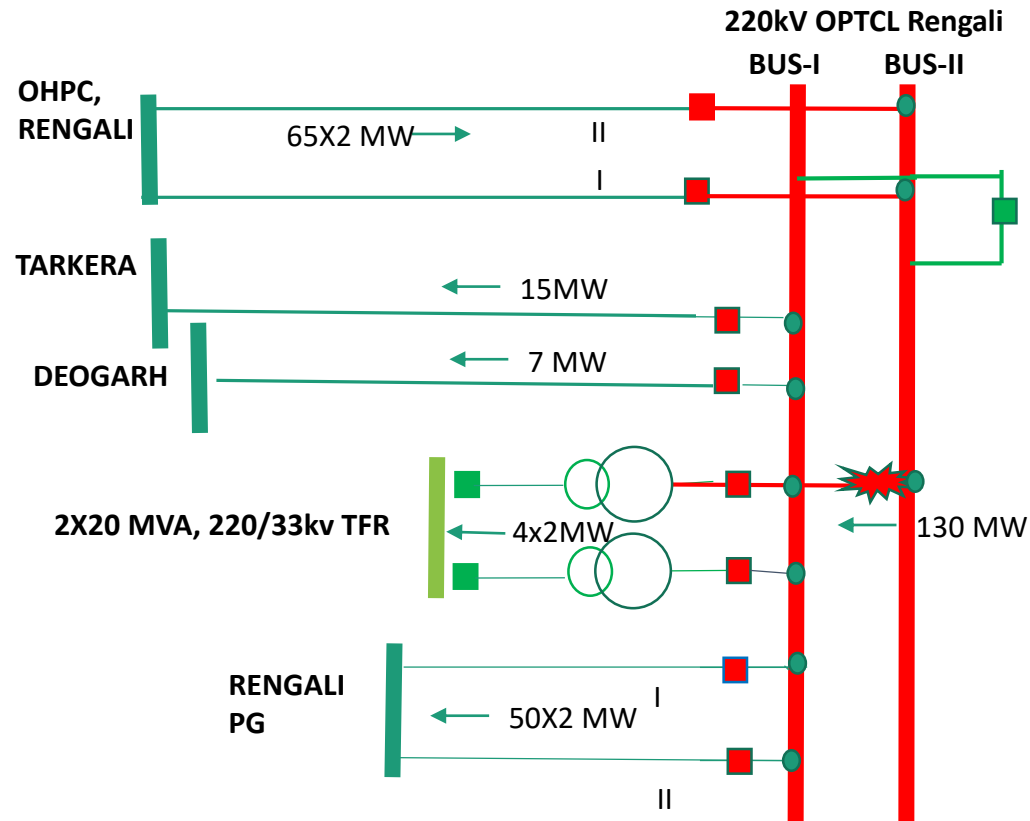 220kV OPTCL Rengali
BUS-I
BUS-II
OHPC,
RENGALI
65X2 MW
II
I
TARKERA
15MW
7 MW
DEOGARH
2X20 MVA, 220/33kv TFR
4x2MW
130 MW
RENGALI
PG
I
50X2 MW
II